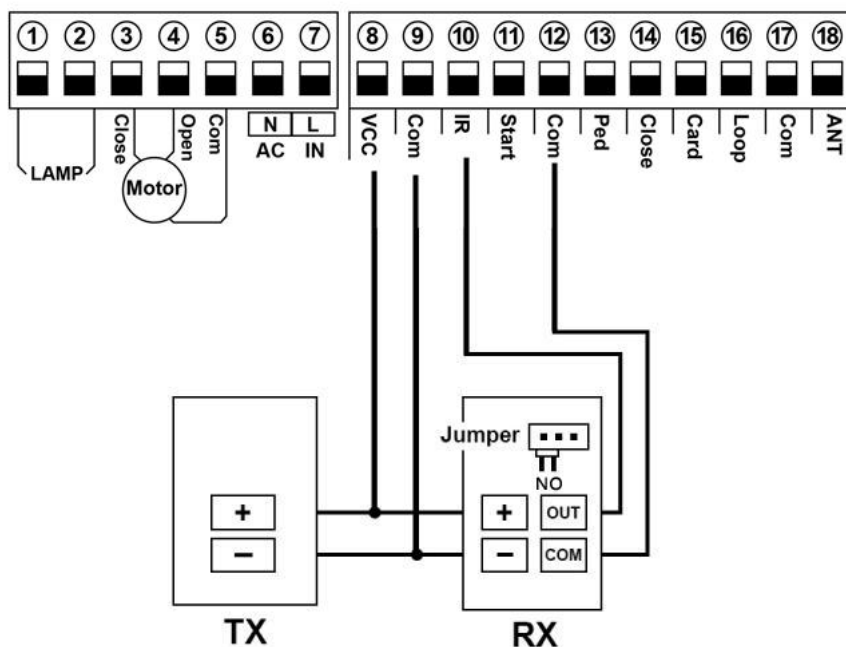 1 2 3 4 5 6 7 8 9 10 11 12 13 14 15 16 17 18
Close Open Com N L VCC Com IR Start Com Ped Close Card Loop Com ANT
AC IN
LAMP
Motor
Jumper
NO
+ + OUT
− − COM
TX RX